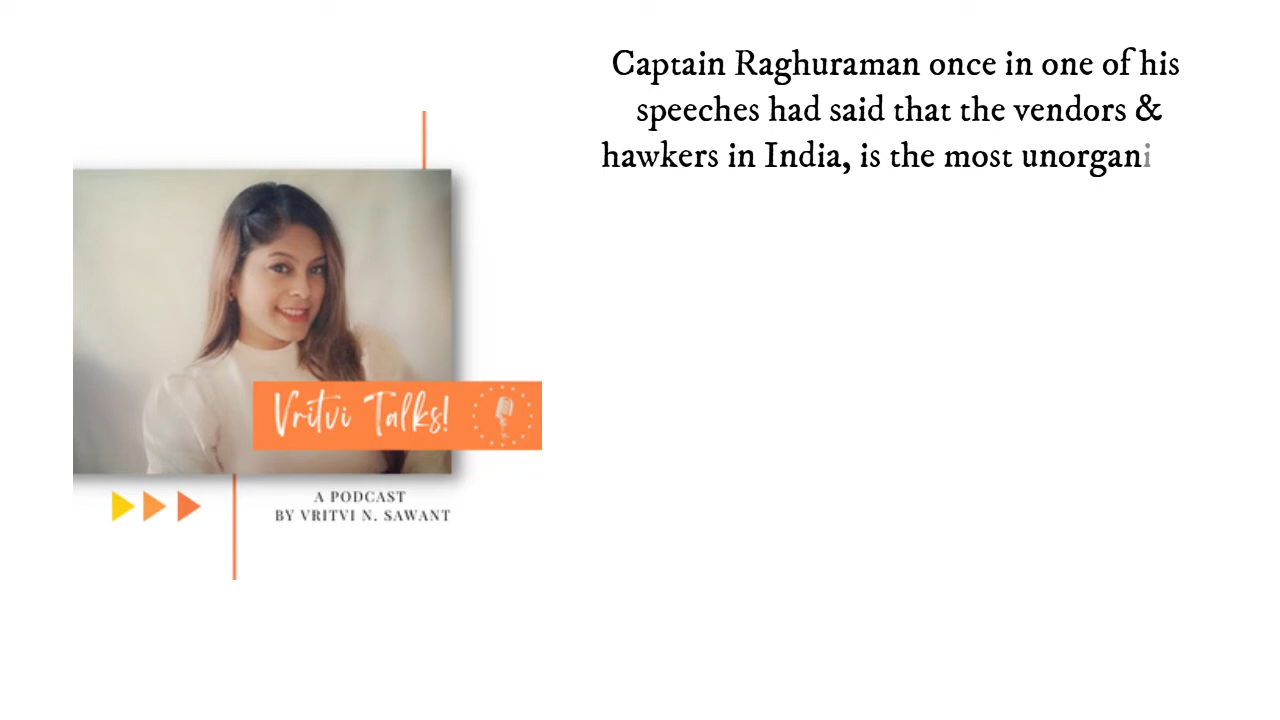 Captain Raghuraman once in one of his
speeches had said that the vendors &
hawkers in India, is the most unorgani
Vritvi Talks!
A PODCAST
BY VRITVI N. SAWANT